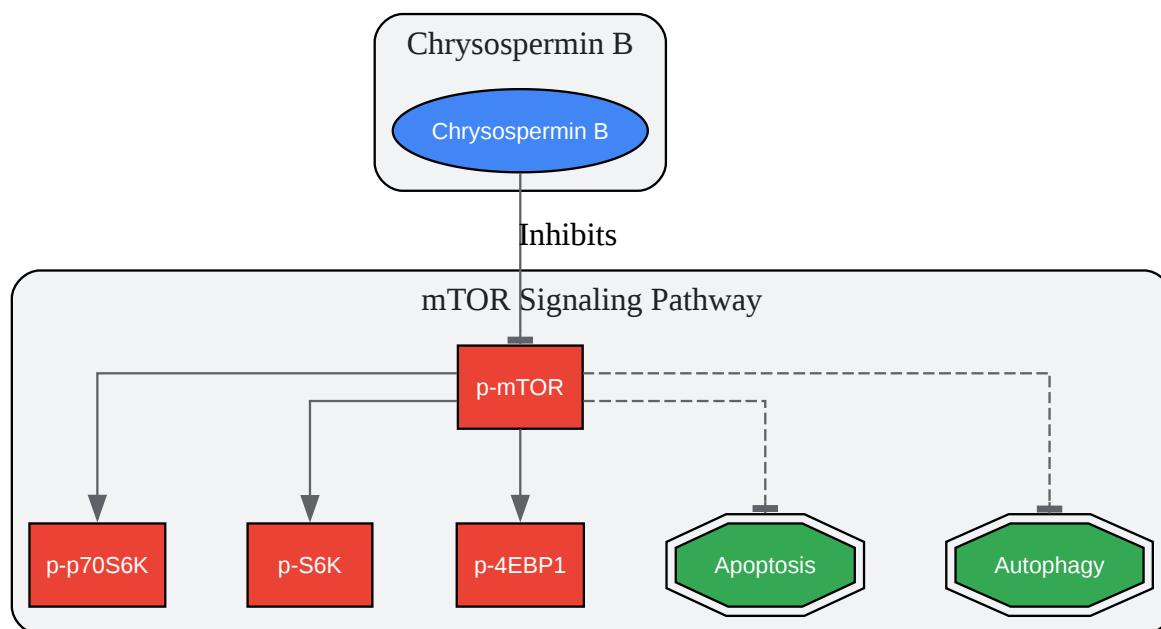 Chrysospermin B
Chrysospermin B
Inhibits
mTOR Signaling Pathway
p-mTOR
p-p70S6K
p-S6K
p-4EBP1
Apoptosis
Autophagy